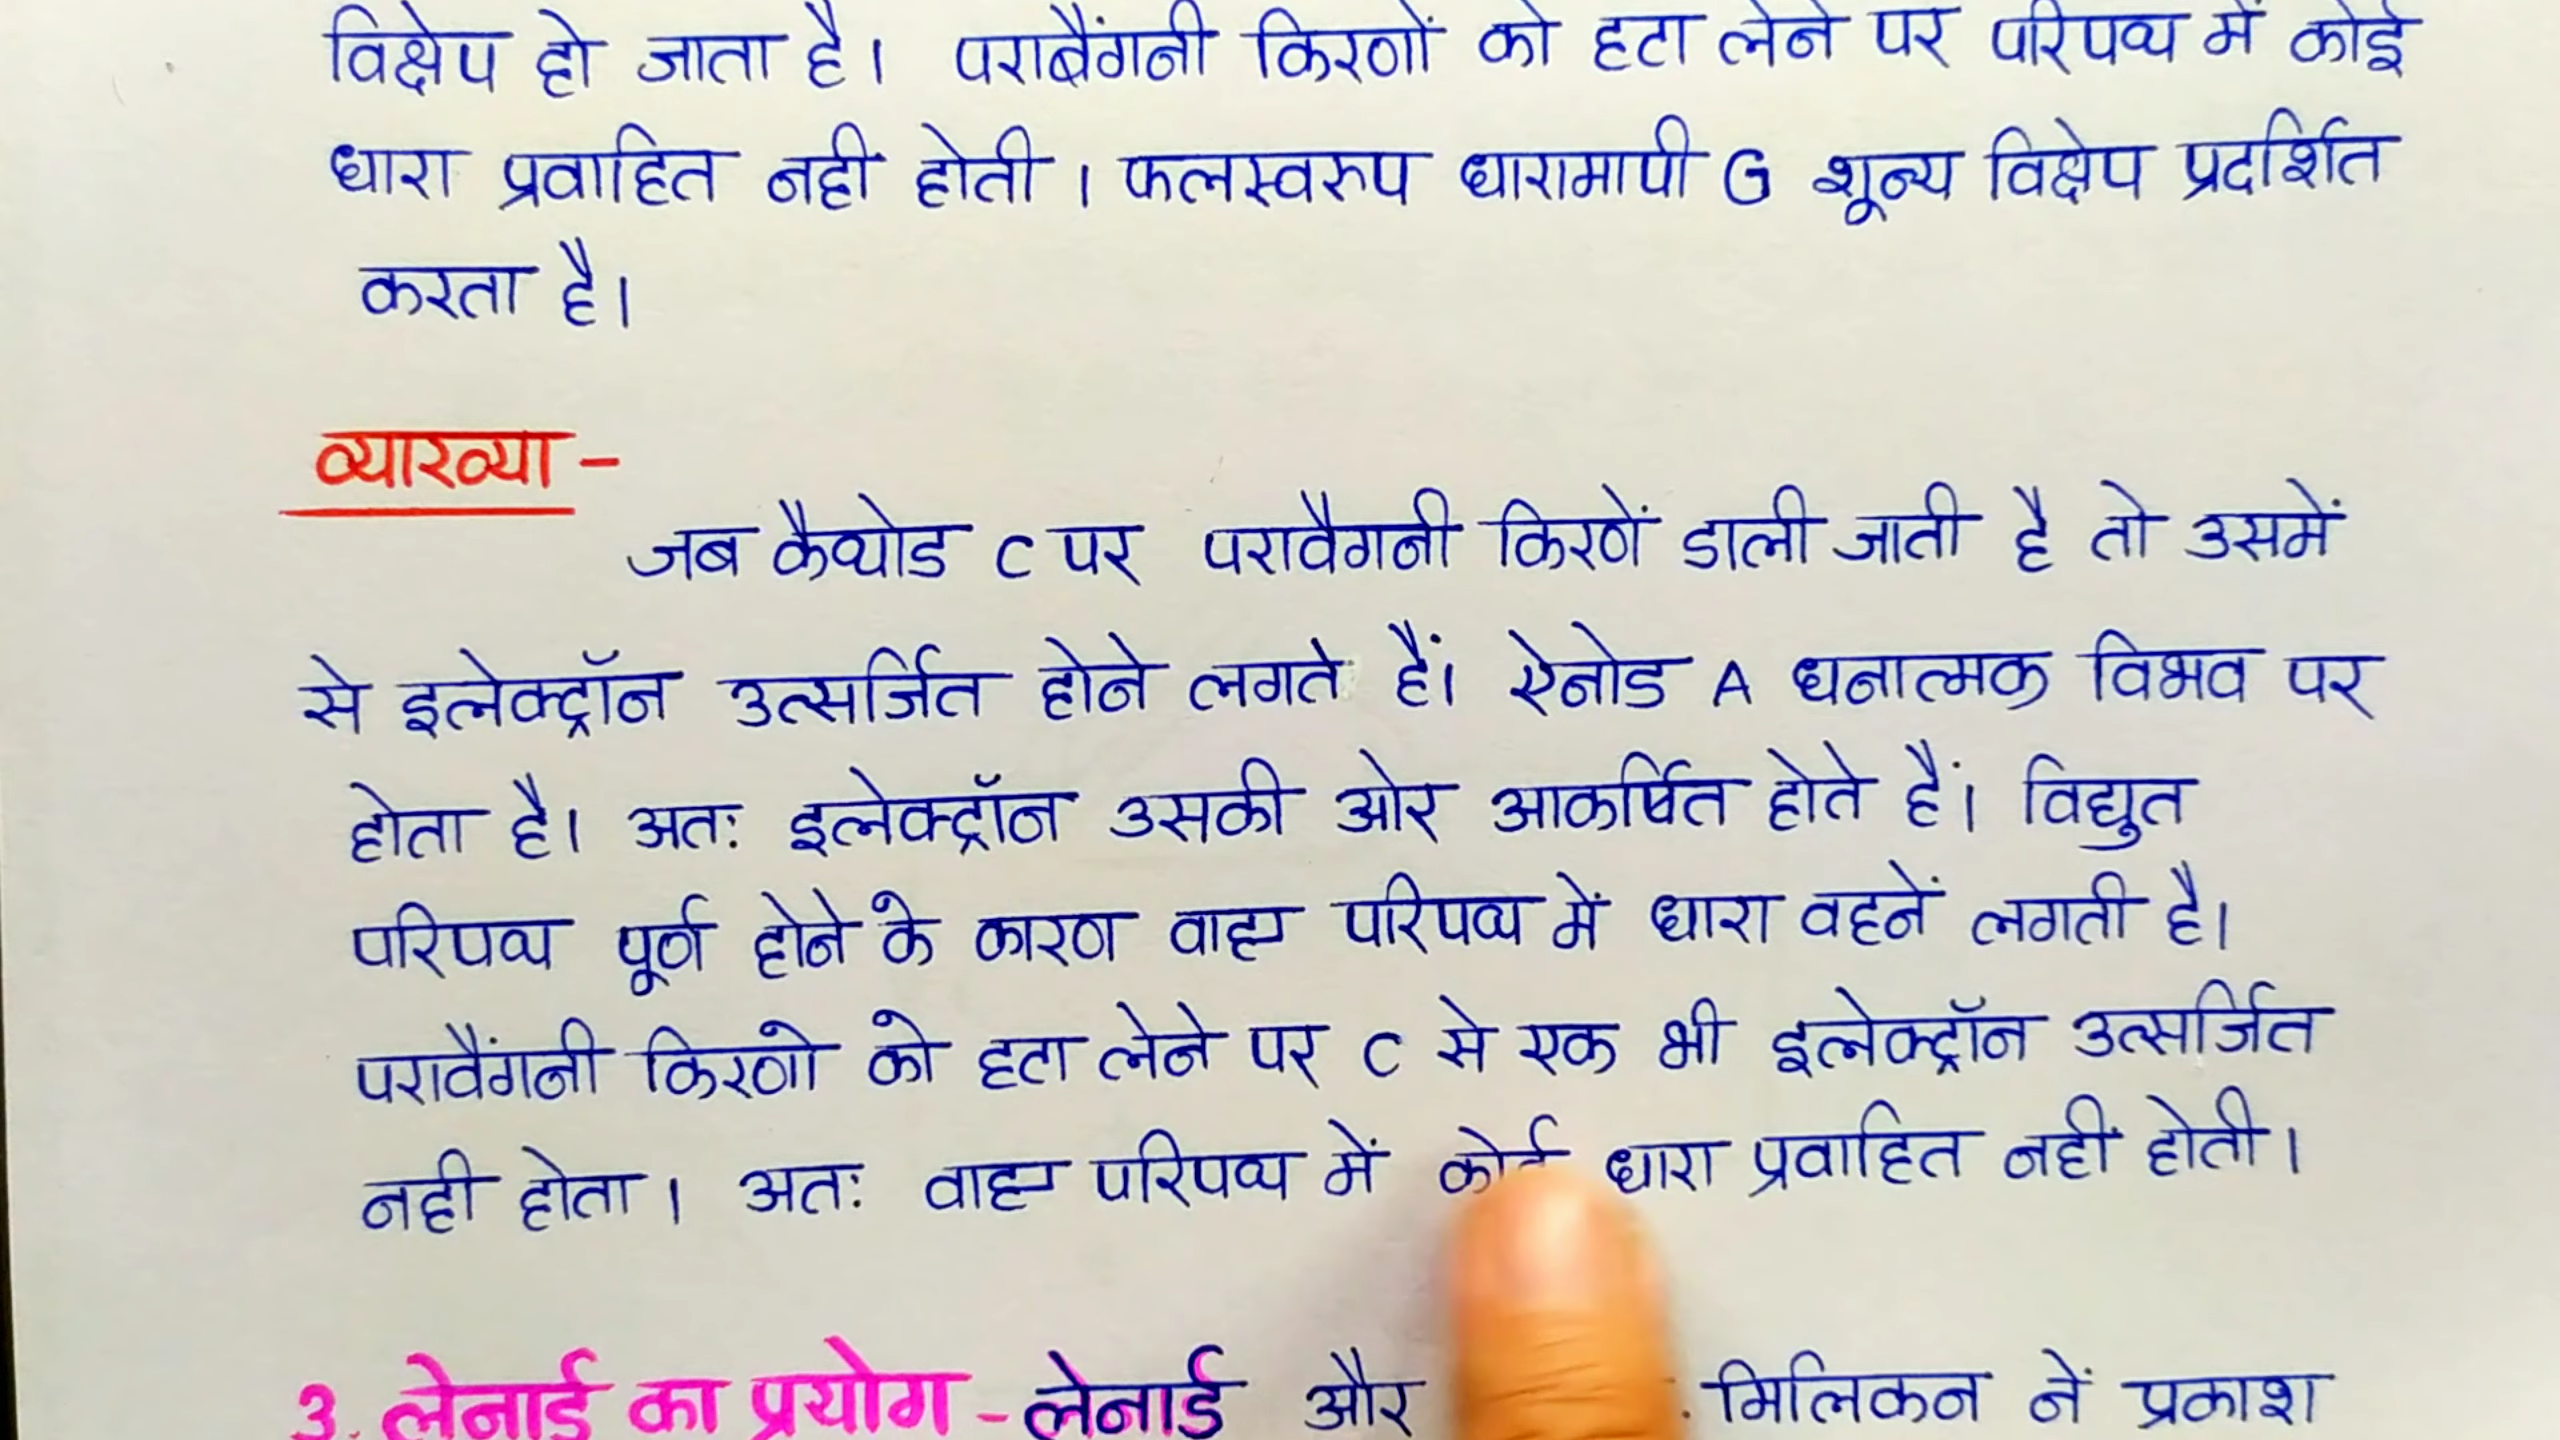 विक्षेप हो जाता है। पराबैंगनी किरणों को हटा लेने पर परिपथ में कोई
धारा प्रवाहित नही होती। फलस्वरुप धारामापी G शून्य विक्षेप प्रदर्शित
करता है।
व्याख्या -
जब कैथोड C पर परावैगनी किरणें डाली जाती है तो उसमें
से इलेक्ट्रॉन उत्सर्जित होने लगते हैं। ऐनोड A धनात्मक विभव पर
होता है। अतः इलेक्ट्रॉन उसकी ओर आकर्षित होते हैं। विद्युत
परिपथ पूर्ण होने के कारण वाह्य परिपथ में धारा वहनें लगती है।
परावैंगनी किरणो को हटा लेने पर C से एक भी इलेक्ट्रॉन उत्सर्जित
नही होता। अतः वाह्य परिपथ में कोई धारा प्रवाहित नहीं होती।
3. लेनार्ड का प्रयोग - लेनार्ड और मिलिकन नें प्रकाश